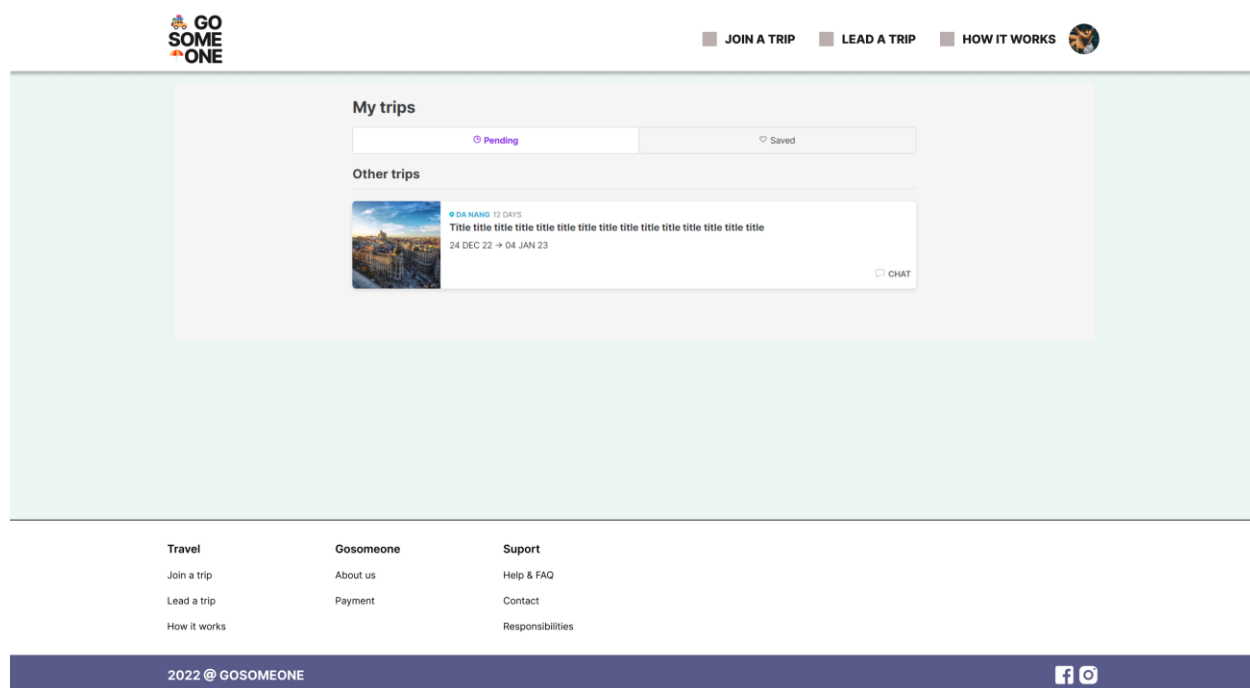 GO
SOME
ONE
JOIN A TRIP
LEAD A TRIP
HOW IT WORKS
My trips
Pending
Saved
Other trips
DA NANG 12 DAYS
Title title title title title title title title title title title title title title title
24 DEC 22 → 04 JAN 23
CHAT
Travel
Join a trip
Lead a trip
How it works
Gosomeone
About us
Payment
Suport
Help & FAQ
Contact
Responsibilities
2022 @ GOSOMEONE